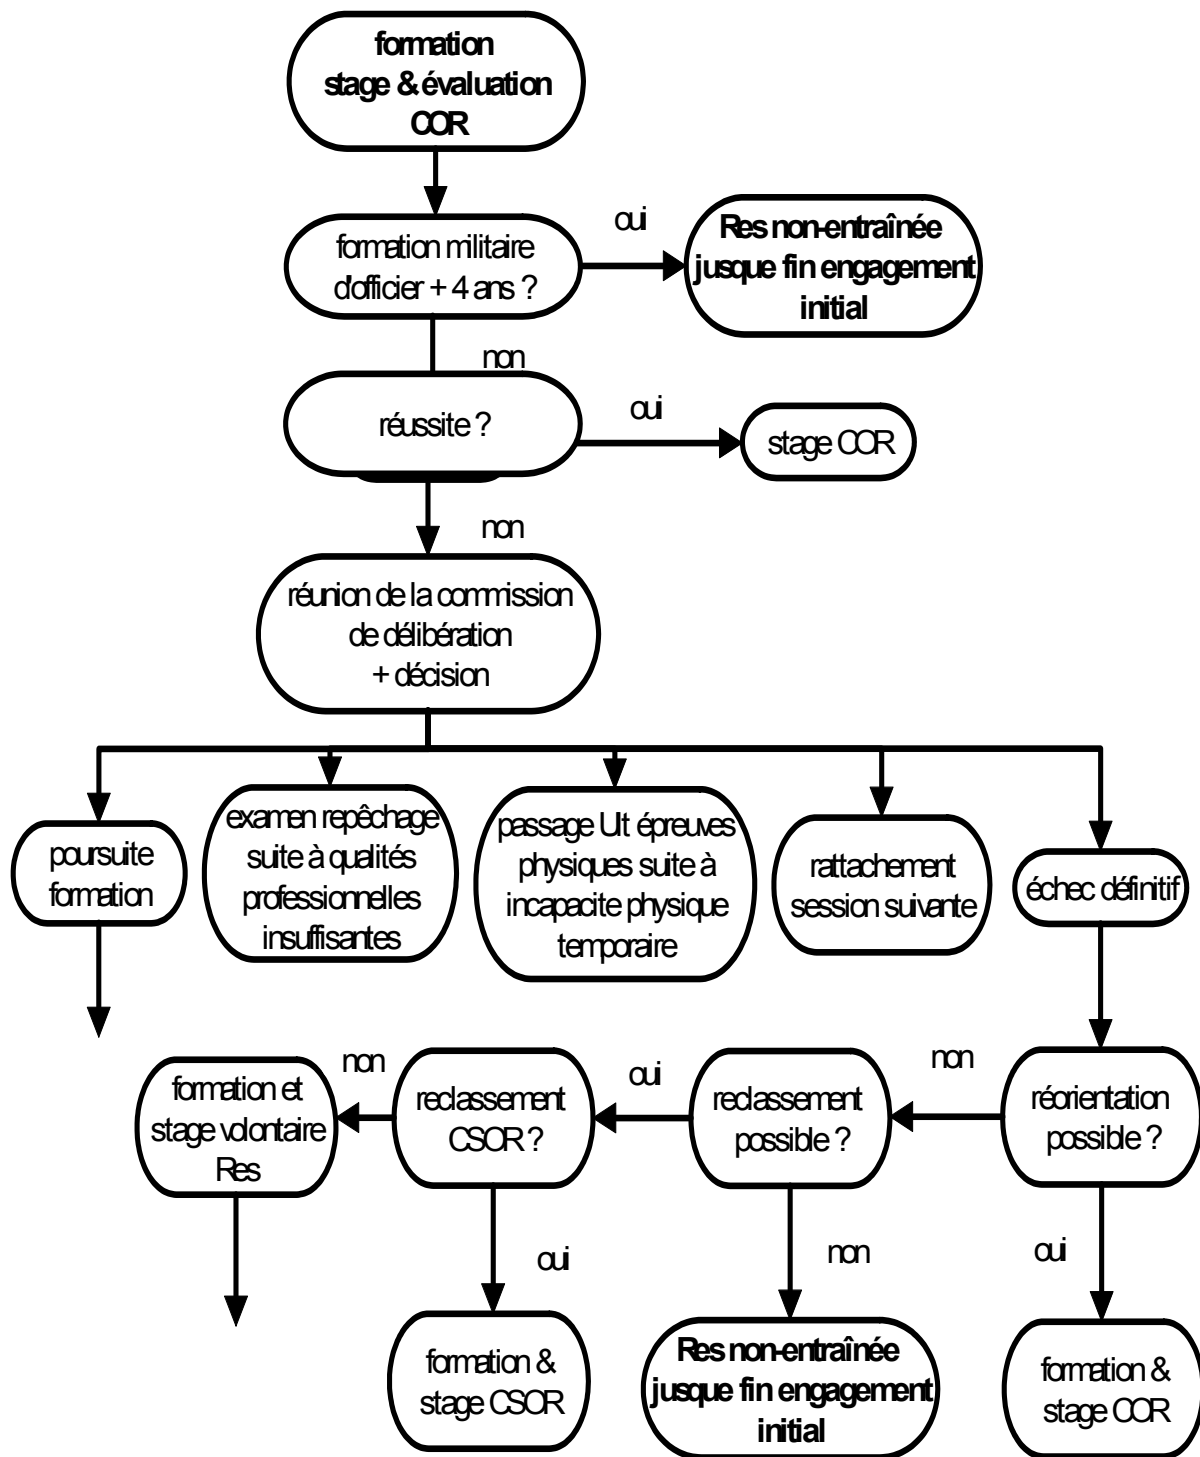 formation
stage & évaluation
COR
oui
formation militaire
d'officier + 4 ans ?
Res non-entraînée
jusque fin engagement
initial
non
réussite ?
oui
stage COR
non
réunion de la commission
de délibération
+ décision
poursuite
formation
examen repêchage
suite à qualités
professionnelles
insuffisantes
passage Ult épreuves
physiques suite à
incapacite physique
temporaire
rattachement
session suivante
échec définitif
réorientation
possible ?
non
reclassement
possible ?
oui
reclassement
CSOR ?
non
formation et
stage volontaire
Res
oui
non
oui
formation &
stage CSOR
Res non-entraînée
jusque fin engagement
initial
formation &
stage COR